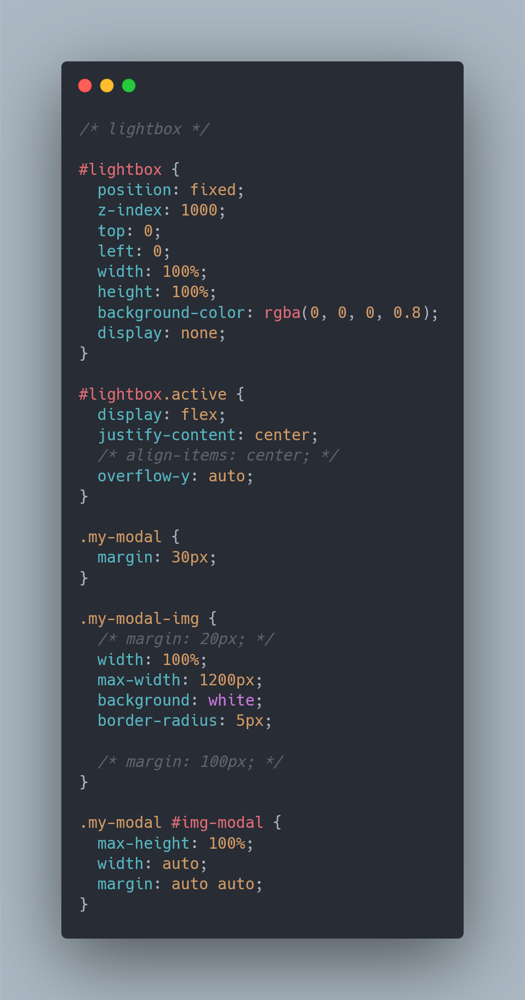 /* lightbox */

#lightbox {
  position: fixed;
  z-index: 1000;
  top: 0;
  left: 0;
  width: 100%;
  height: 100%;
  background-color: rgba(0, 0, 0, 0.8);
  display: none;
}

#lightbox.active {
  display: flex;
  justify-content: center;
  /* align-items: center; */
  overflow-y: auto;
}

.my-modal {
  margin: 30px;
}

.my-modal-img {
  /* margin: 20px; */
  width: 100%;
  max-width: 1200px;
  background: white;
  border-radius: 5px;

  /* margin: 100px; */
}

.my-modal #img-modal {
  max-height: 100%;
  width: auto;
  margin: auto auto;
}